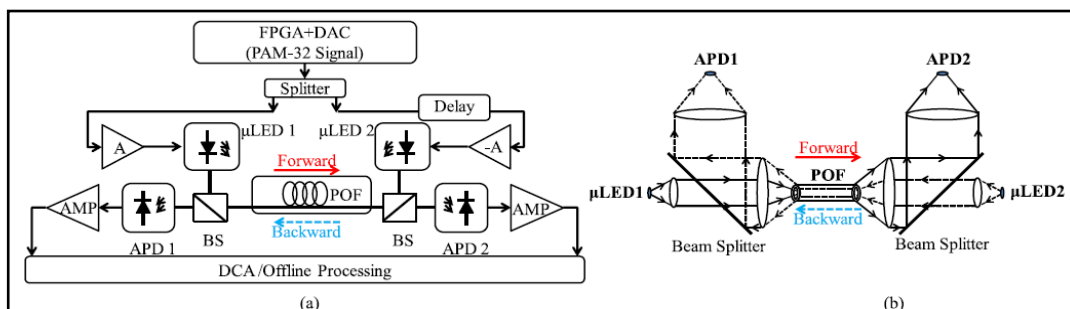 FPGA+DAC
(PAM-32 Signal)
Splitter
Delay
A
μLED 1
μLED 2
-A
Forward
POF
Backward
AMP
APD 1
BS
BS
APD 2
AMP
DCA/Offline Processing
(a)
APD1
APD2
Forward
POF
μLED1
μLED2
Backward
Beam Splitter
Beam Splitter
(b)